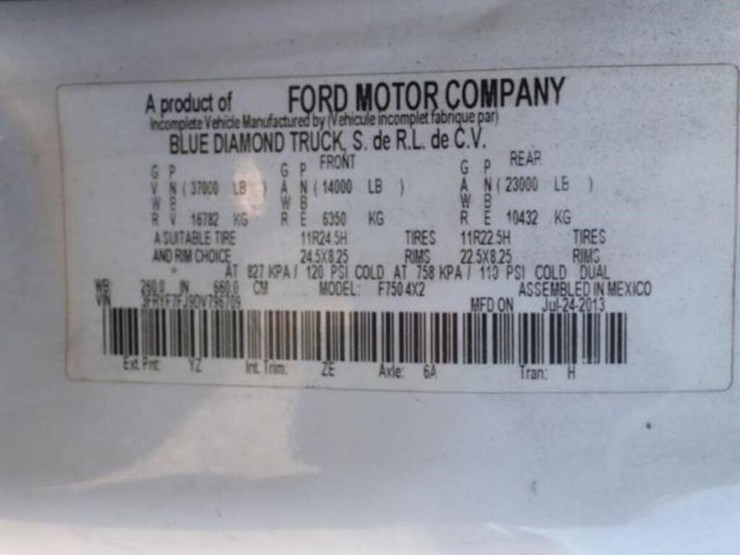 A product of FORD MOTOR COMPANY
Incomplete Vehicle Manufactured by (Vehicule incomplet fabrique par)
BLUE DIAMOND TRUCK, S. de R.L. de C.V.
FRONT REAR
G P G P G P
V N ( 37000 LB ) A N ( 14000 LB ) A N ( 23000 LB )
W B W B W B
R V 16782 KG R E 6350 KG R E 10432 KG
A SUITABLE TIRE 11R24.5H TIRES 11R22.5H TIRES
AND RIM CHOICE 24.5X8.25 RIMS 22.5X8.25 RIMS
AT 827 KPA / 120 PSI COLD AT 758 KPA / 110 PSI COLD DUAL
WB 260.0 IN 660.0 CM MODEL: F750 4X2 ASSEMBLED IN MEXICO
VIN MFD ON Jul-24-2013
Ext Pnt: YZ Int. Trim: ZE Axle: 6A Tran: H